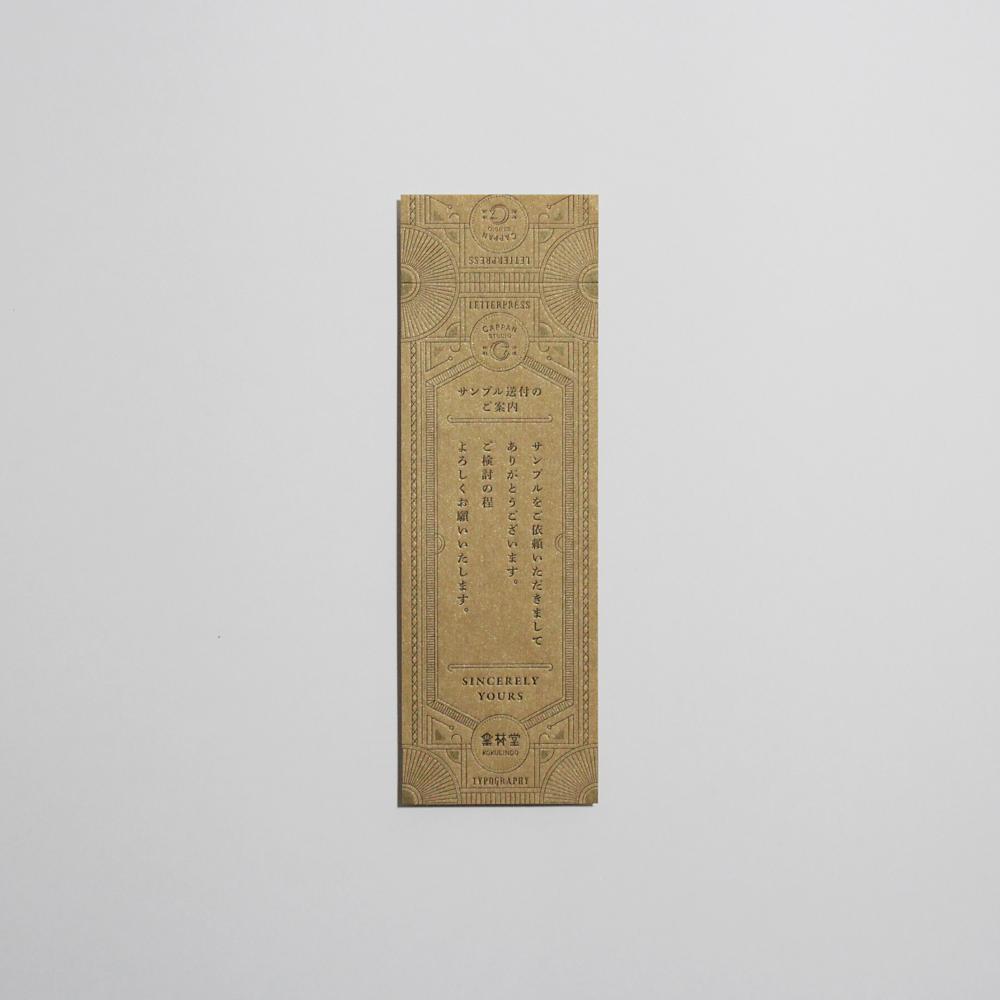 CAPPAN
STUDIO
LETTERPRESS
LETTERPRESS
CAPPAN
STUDIO
サンプル送付の
ご案内
サンプルをご依頼いただきまして
ありがとうございます。
ご検討の程
よろしくお願いいたします。
SINCERELY
YOURS
黒林堂
KOKULINDO
TYPOGRAPHY